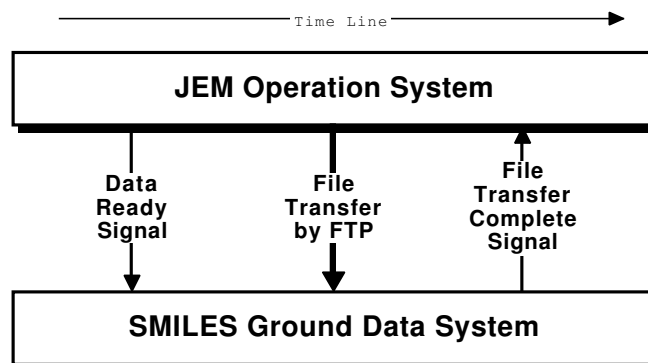 Time Line
JEM Operation System
Data
Ready
Signal
File
Transfer
by FTP
File
Transfer
Complete
Signal
SMILES Ground Data System